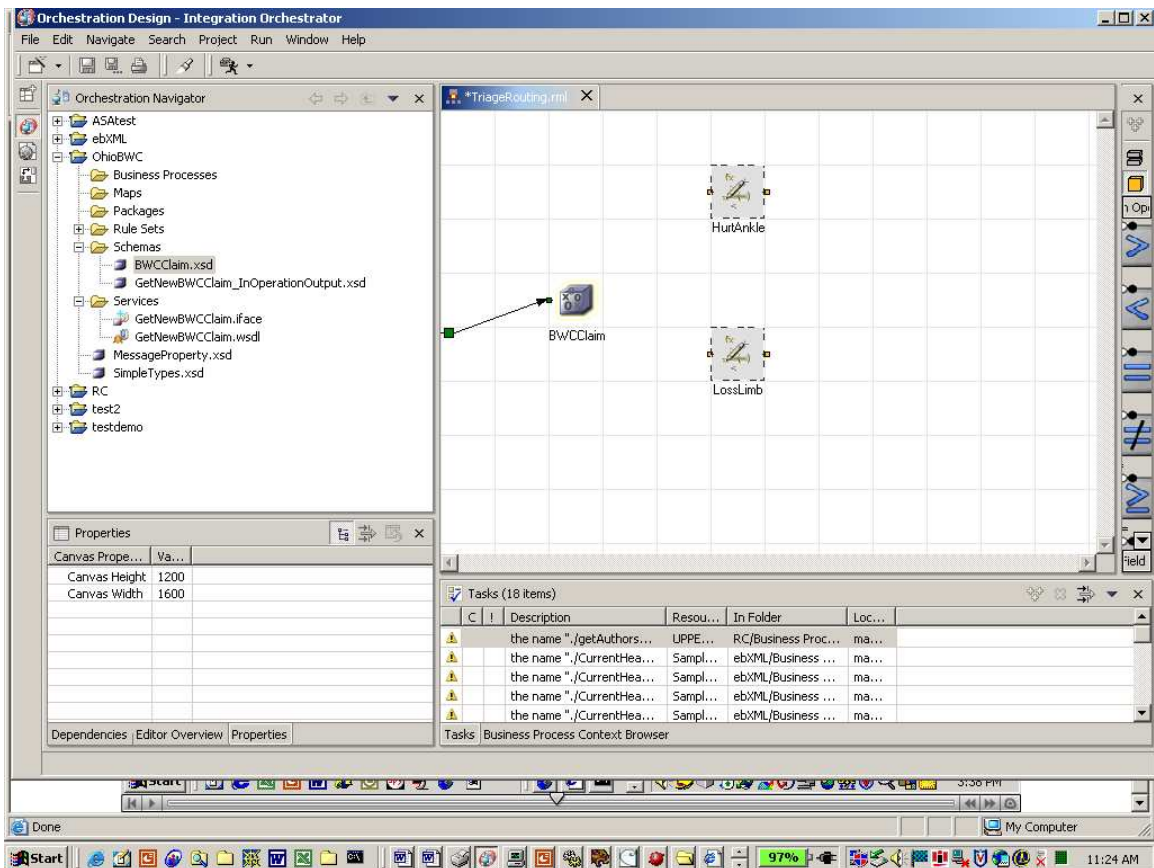 Orchestration Design - Integration Orchestrator
File Edit Navigate Search Project Run Window Help
Orchestration Navigator
ASAtest
ebXML
OhioBWC
Business Processes
Maps
Packages
Rule Sets
Schemas
BWCClaim.xsd
GetNewBWCClaim_InOperationOutput.xsd
Services
GetNewBWCClaim.iface
GetNewBWCClaim.wsdl
MessageProperty.xsd
SimpleTypes.xsd
RC
test2
testdemo
*TriageRouting.rml
HurtAnkle
BWCClaim
LossLimb
Properties
Canvas Prope... Va...
Canvas Height 1200
Canvas Width 1600
Dependencies Editor Overview Properties
Tasks (18 items)
C ! Description Resou... In Folder Loc...
the name "./getAuthors... UPPE... RC/Business Proc... ma...
the name "./CurrentHea... Sampl... ebXML/Business ... ma...
the name "./CurrentHea... Sampl... ebXML/Business ... ma...
the name "./CurrentHea... Sampl... ebXML/Business ... ma...
the name "./CurrentHea... Sampl... ebXML/Business ... ma...
Tasks Business Process Context Browser
Done My Computer
Start 97% 11:24 AM